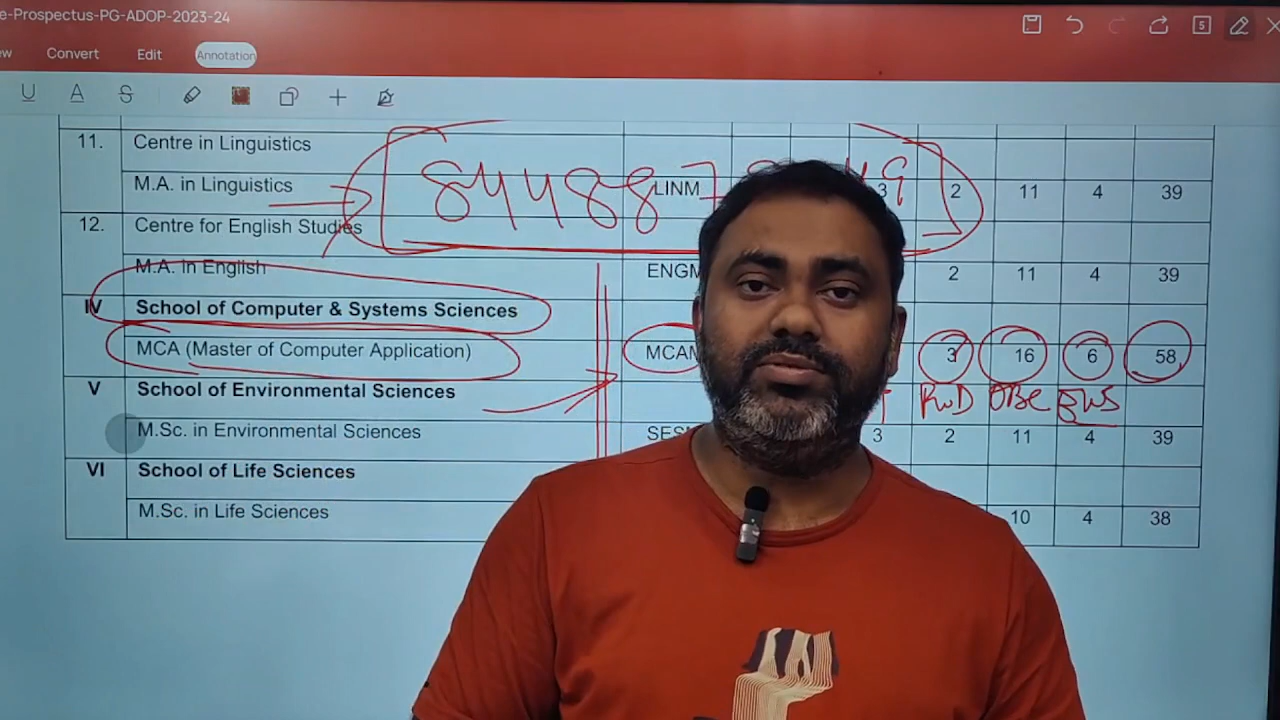 e-Prospectus-PG-ADOP-2023-24
5
Convert Edit Annotation
U A S
11. Centre in Linguistics
84488
M.A. in Linguistics LINM 3 2 11 4 39
12. Centre for English Studies
M.A. in English ENGM 2 11 4 39
IV School of Computer & Systems Sciences
MCA (Master of Computer Application) MCAM 3 16 6 58
V School of Environmental Sciences PwD OBC EWS
M.Sc. in Environmental Sciences 3 2 11 4 39
VI School of Life Sciences
M.Sc. in Life Sciences 10 4 38